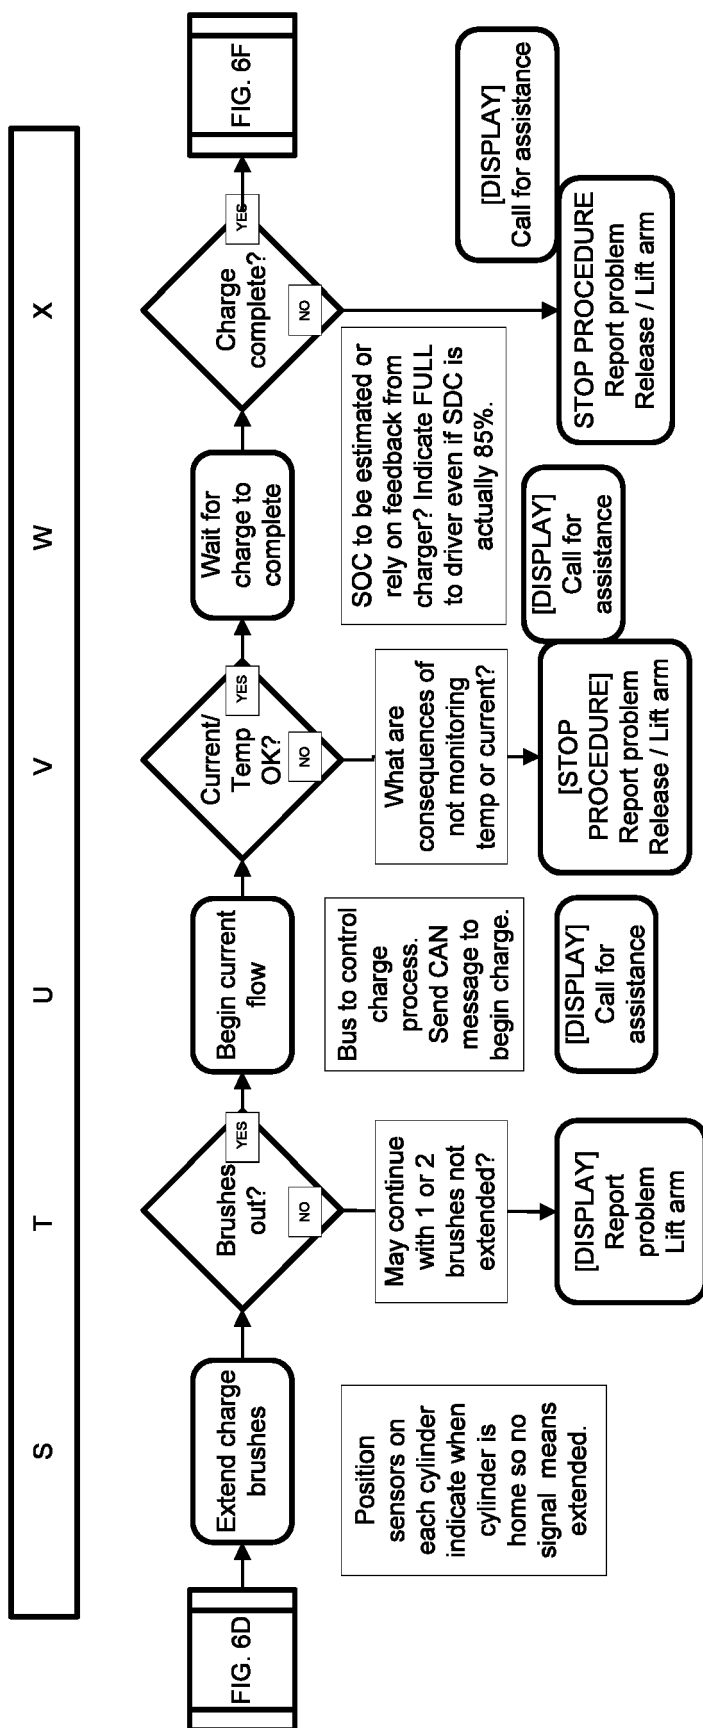 S T U V W X
FIG. 6D
Extend charge
brushes
Brushes
out?
YES
NO
Begin current
flow
Current/
Temp
OK?
YES
NO
Wait for
charge to
complete
Charge
complete?
YES
NO
FIG. 6F
Position
sensors on
each cylinder
indicate when
cylinder is
home so no
signal means
extended.
May continue
with 1 or 2
brushes not
extended?
[DISPLAY]
Report
problem
Lift arm
Bus to control
charge
process.
Send CAN
message to
begin charge.
[DISPLAY]
Call for
assistance
What are
consequences of
not monitoring
temp or current?
[STOP
PROCEDURE]
Report problem
Release / Lift arm
[DISPLAY]
Call for
assistance
SOC to be estimated or
rely on feedback from
charger? Indicate FULL
to driver even if SDC is
actually 85%.
STOP PROCEDURE
Report problem
Release / Lift arm
[DISPLAY]
Call for assistance